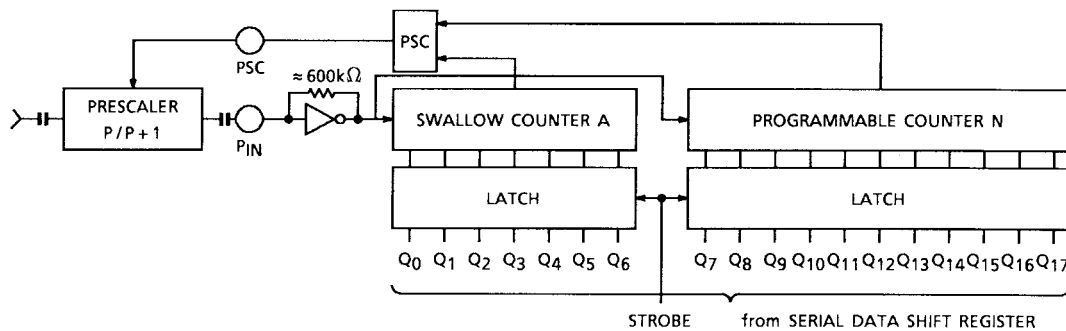 PSC
PSC
≈600kΩ
PRESCALER
P/P+1
P_IN
SWALLOW COUNTER A
PROGRAMMABLE COUNTER N
LATCH
LATCH
Q0 Q1 Q2 Q3 Q4 Q5 Q6
Q7 Q8 Q9 Q10 Q11 Q12 Q13 Q14 Q15 Q16 Q17
STROBE
from SERIAL DATA SHIFT REGISTER